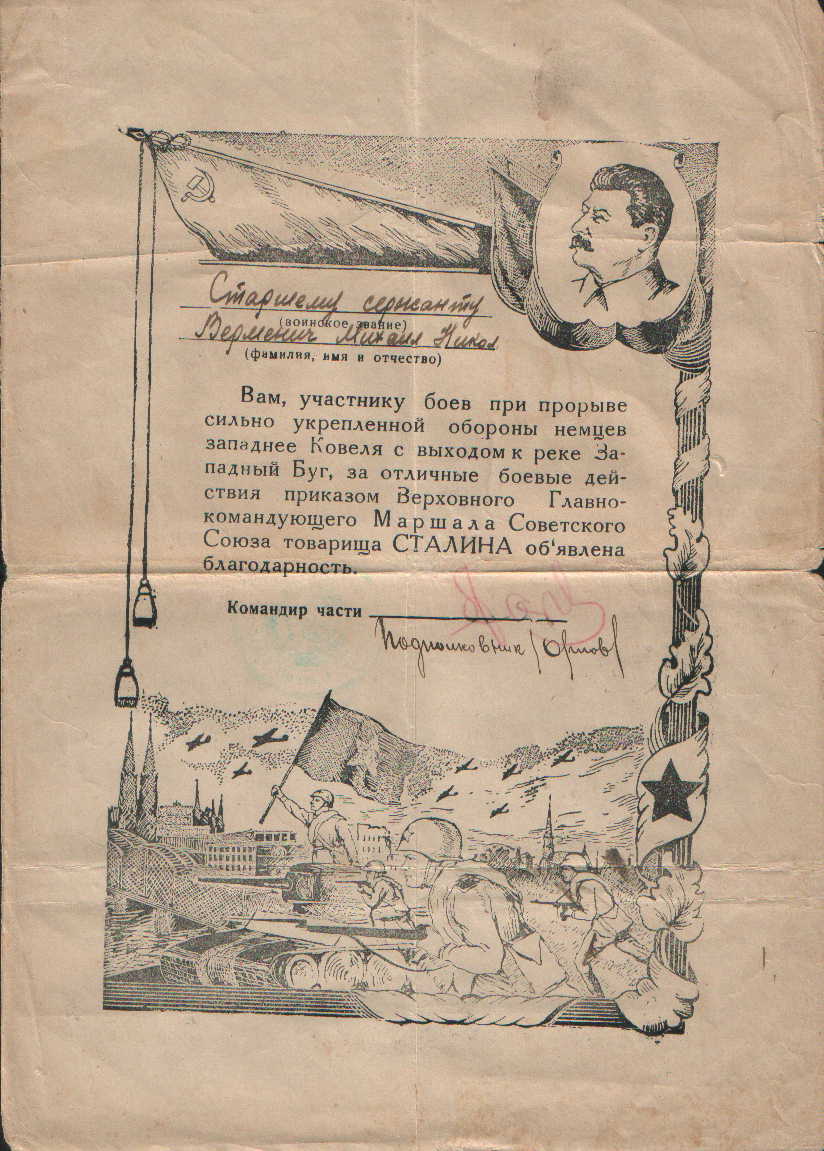 Старшему сержанту
(воинское звание)
Верменич Михаил Никол
(фамилия, имя и отчество)
Вам, участнику боев при прорыве
сильно укрепленной обороны немцев
западнее Ковеля с выходом к реке За-
падный Буг, за отличные боевые дей-
ствия приказом Верховного Главно-
командующего Маршала Советского
Союза товарища СТАЛИНА об‘явлена
благодарность.
Командир части
Подполковник /Орлов/